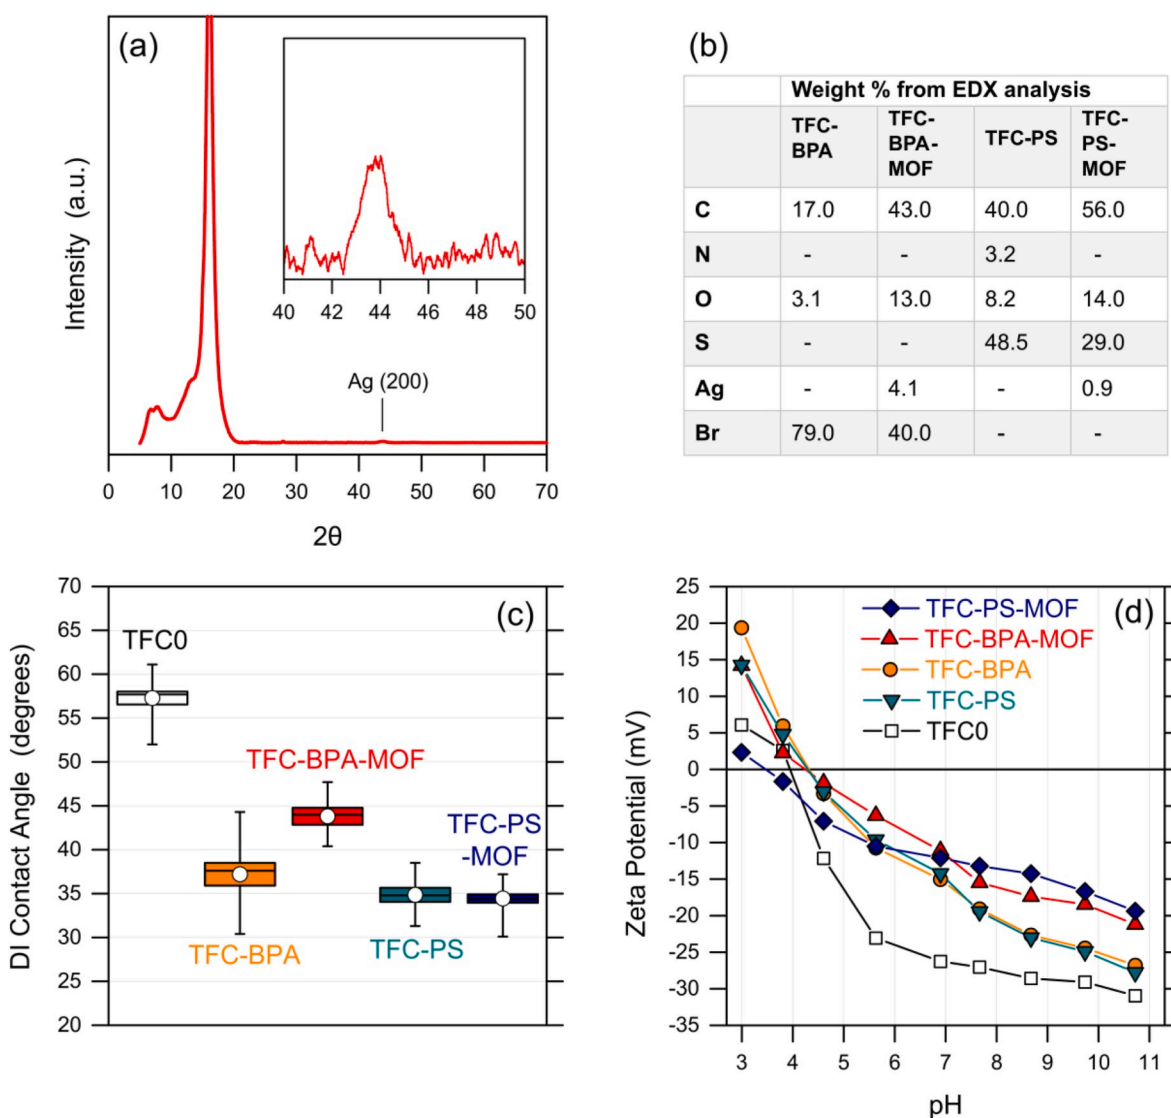 (a)
Intensity (a.u.)
40 42 44 46 48 50
Ag (200)
0 10 20 30 40 50 60 70
2θ
(b)
Weight % from EDX analysis
TFC-
BPA
TFC-
BPA-
MOF
TFC-PS
TFC-
PS-
MOF
C 17.0 43.0 40.0 56.0
N - - 3.2 -
O 3.1 13.0 8.2 14.0
S - - 48.5 29.0
Ag - 4.1 - 0.9
Br 79.0 40.0 - -
(c)
DI Contact Angle (degrees)
70
65
60
55
50
45
40
35
30
25
20
TFC0
TFC-BPA-MOF
TFC-PS
-MOF
TFC-BPA
TFC-PS
(d)
Zeta Potential (mV)
25
20
15
10
5
0
-5
-10
-15
-20
-25
-30
-35
TFC-PS-MOF
TFC-BPA-MOF
TFC-BPA
TFC-PS
TFC0
3 4 5 6 7 8 9 10 11
pH